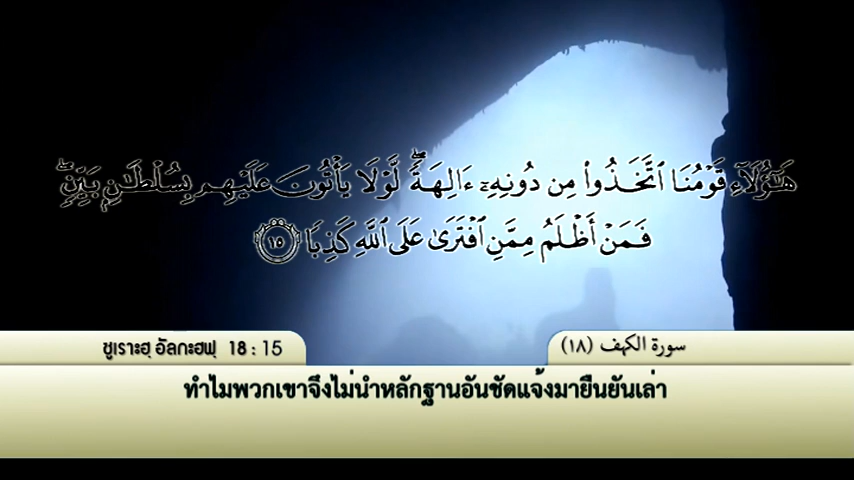 هَـٰٓؤُلَآءِ قَوۡمُنَا ٱتَّخَذُواْ مِن دُونِهِۦٓ ءَالِهَةٗۖ لَّوۡلَا يَأۡتُونَ عَلَيۡهِم بِسُلۡطَٰنِۭ بَيِّنٖۖ
فَمَنۡ أَظۡلَمُ مِمَّنِ ٱفۡتَرَىٰ عَلَى ٱللَّهِ كَذِبٗا ١٥
ซูเราะฮฺ อัลกะฮฟฺ 18 : 15
سورة الكهف (١٨)
ทำไมพวกเขาจึงไม่นำหลักฐานอันชัดแจ้งมายืนยันเล่า